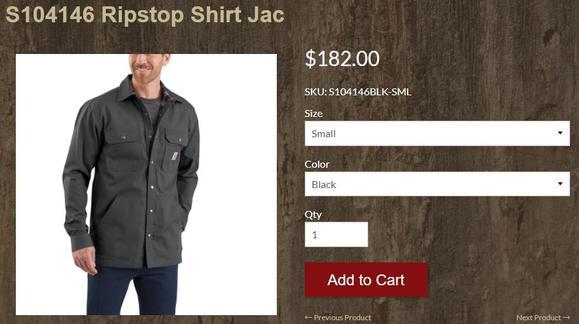 S104146 Ripstop Shirt Jac
$182.00
SKU: S104146BLK-SML
Size
Small
Color
Black
Qty
1
Add to Cart
← Previous Product
Next Product →